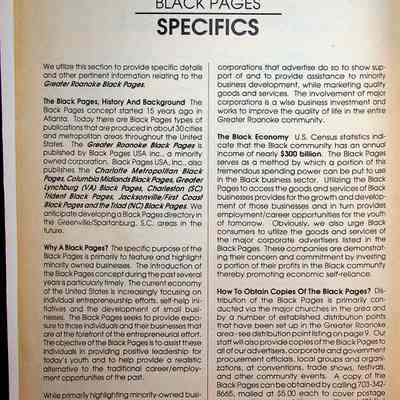 BLACK PAGES
SPECIFICS
We utilize this section to provide specific details
and other pertinent information relating to the
Greater Roanoke Black Pages.
The Black Pages, History And Background The
Black Pages concept started 15 years ago in
Atlanta. Today there are Black Pages types of
publications that are produced in about 30 cities
and metropolitan areas throughout the United
States. The Greater Roanoke Black Pages is
published by Black Pages USA Inc., a minority
owned corporation. Black Pages USA, Inc., also
publishes the Charlotte Metropolitan Black
Pages, Columbia Midlands Black Pages, Greater
Lynchburg (VA) Black Pages, Charleston (SC)
Trident Black Pages, Jacksonville/First Coast
Black Pages and the Triad (NC) Black Pages. We
anticipate developing a Black Pages directory in
the Greenville/Spartanburg, S.C. areas in the
future.
Why A Black Pages? The specific purpose of the
Black Pages is primarily to feature and highlight
minority owned businesses. The introduction of
the Black Pages concept during the past several
years is particularly timely. The current economy
of the United States is increasingly focusing on
individual entrepreneurship efforts, self-help ini-
tiatives and the development of small busi-
nesses. The Black Pages seeks to provide expo-
sure to those individuals and their businesses that
are at the forefront of the entrepreneurial effort.
The objective of the Black Pages is to assist these
individuals in providing positive leadership for
today's youth and to help provide a realistic
alternative to the traditional career/employ-
ment opportunities of the past.
While primarily highlighting minority-owned busi-
corporations that advertise do so to show sup-
port of and to provide assistance to minority
business development, while marketing quality
goods and services. The involvement of major
corporations is a wise business investment and
works to improve the quality of life in the entire
Greater Roanoke community.
The Black Economy U.S. Census statistics indi-
cate that the Black community has an annual
income of nearly $300 billion. The Black Pages
serves as a method by which a portion of the
tremendous spending power can be put to use
in the Black business sector. Utilizing the Black
Pages to access the goods and services of Black
businesses provides for the growth and develop-
ment of those businesses and in turn provides
employment/career opportunities for the youth
of tomorrow. Obviously, we also urge Black
consumers to utilize the goods and services of
the major corporate advertisers listed in the
Black Pages. These companies are demonstrat-
ing their concern and commitment by investing
a portion of their profits in the Black community
thereby promoting economic self-reliance.
How To Obtain Copies Of The Black Pages? Dis-
tribution of the Black Pages is primarily con-
ducted via the major churches in the area and
by a number of established distribution points
that have been set up in the Greater Roanoke
area - see distribution point listing on page 9. Our
staff will also provide copies of the Black Pages to
all of our advertisers, corporate and government
procurement officials, local groups and organi-
zations, at conventions, trade shows, festivals,
and other community events. A copy of the
Black Pages can be obtained by calling 703-342-
8665, mailed at $5.00 each to cover postage